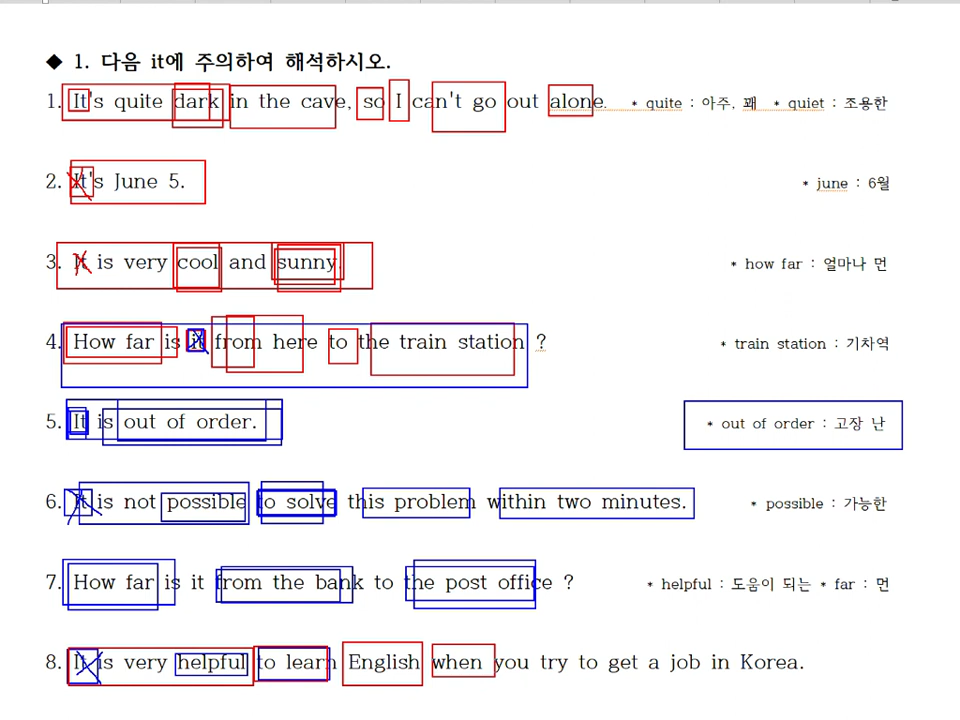 ◆ 1. 다음 it에 주의하여 해석하시오.
1. It's quite dark in the cave, so I can't go out alone. * quite : 아주, 꽤 * quiet : 조용한
2. It's June 5. * june : 6월
3. It is very cool and sunny. * how far : 얼마나 먼
4. How far is it from here to the train station ? * train station : 기차역
5. It is out of order. * out of order : 고장 난
6. It is not possible to solve this problem within two minutes. * possible : 가능한
7. How far is it from the bank to the post office ? * helpful : 도움이 되는 * far : 먼
8. It is very helpful to learn English when you try to get a job in Korea.